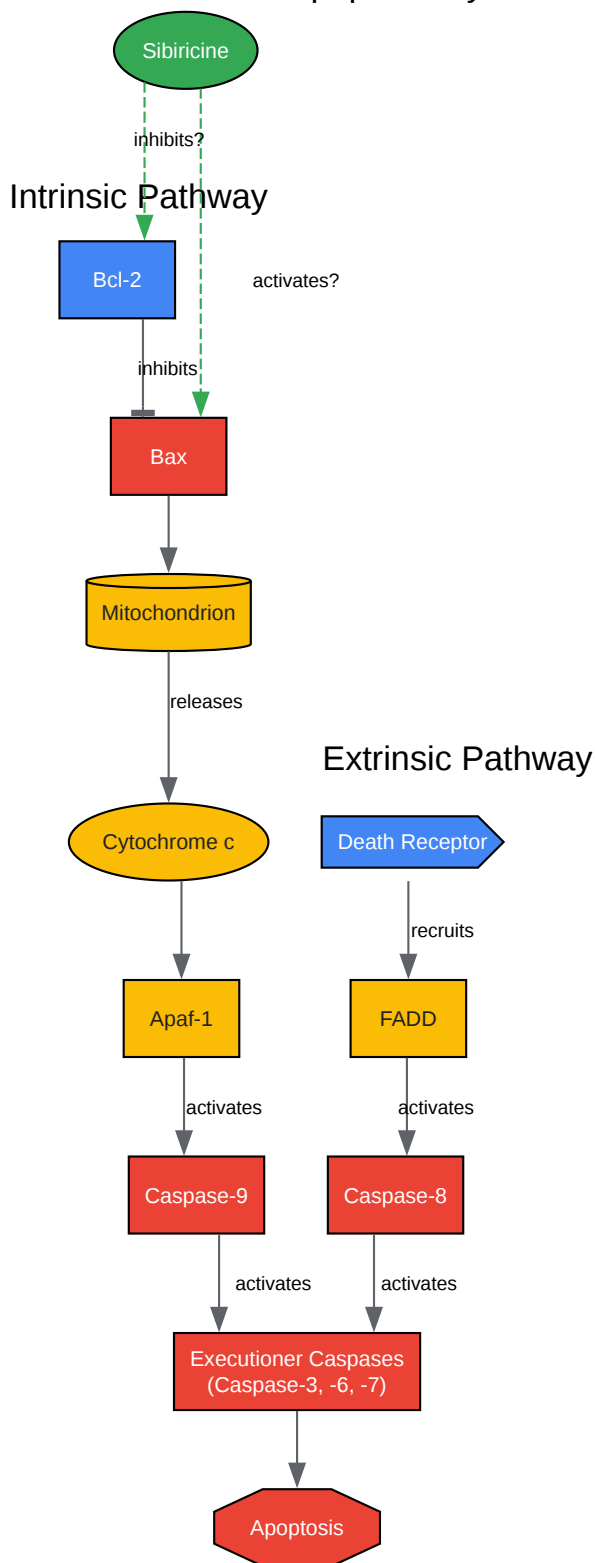 Sibiricine
inhibits?
Intrinsic Pathway
Bcl-2
activates?
inhibits
Bax
Mitochondrion
releases
Extrinsic Pathway
Cytochrome c
Death Receptor
recruits
Apaf-1
FADD
activates
activates
Caspase-9
Caspase-8
activates
activates
Executioner Caspases
(Caspase-3, -6, -7)
Apoptosis